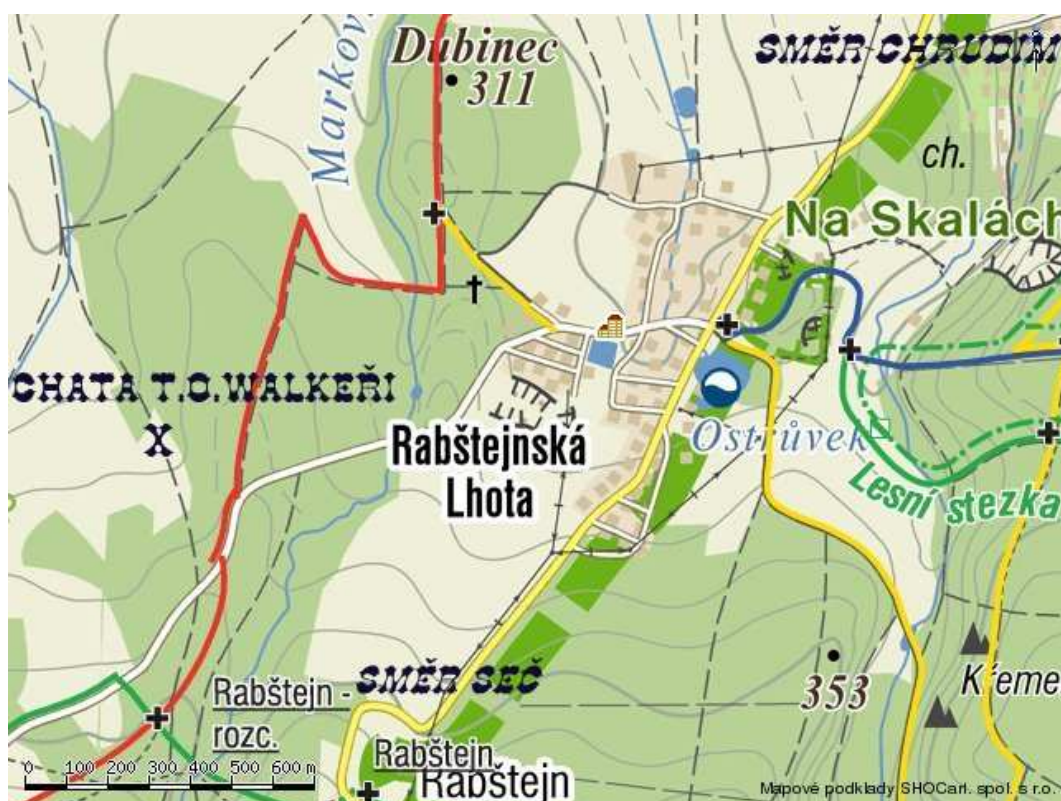 Dubinec
311
SMĚR CHRUDIM
Markov
ch.
Na Skalách
CHATA T.O.WALKEŘI
X
Rabštejnská
Lhota
Ostrůvek
Lesní stezka
353
Křeme
Rabštejn -
rozc.
SMĚR SEČ
Rabštejn
Rabštejn
0 100 200 300 400 500 600 m
Mapové podklady SHOCart. spol. s r.o.